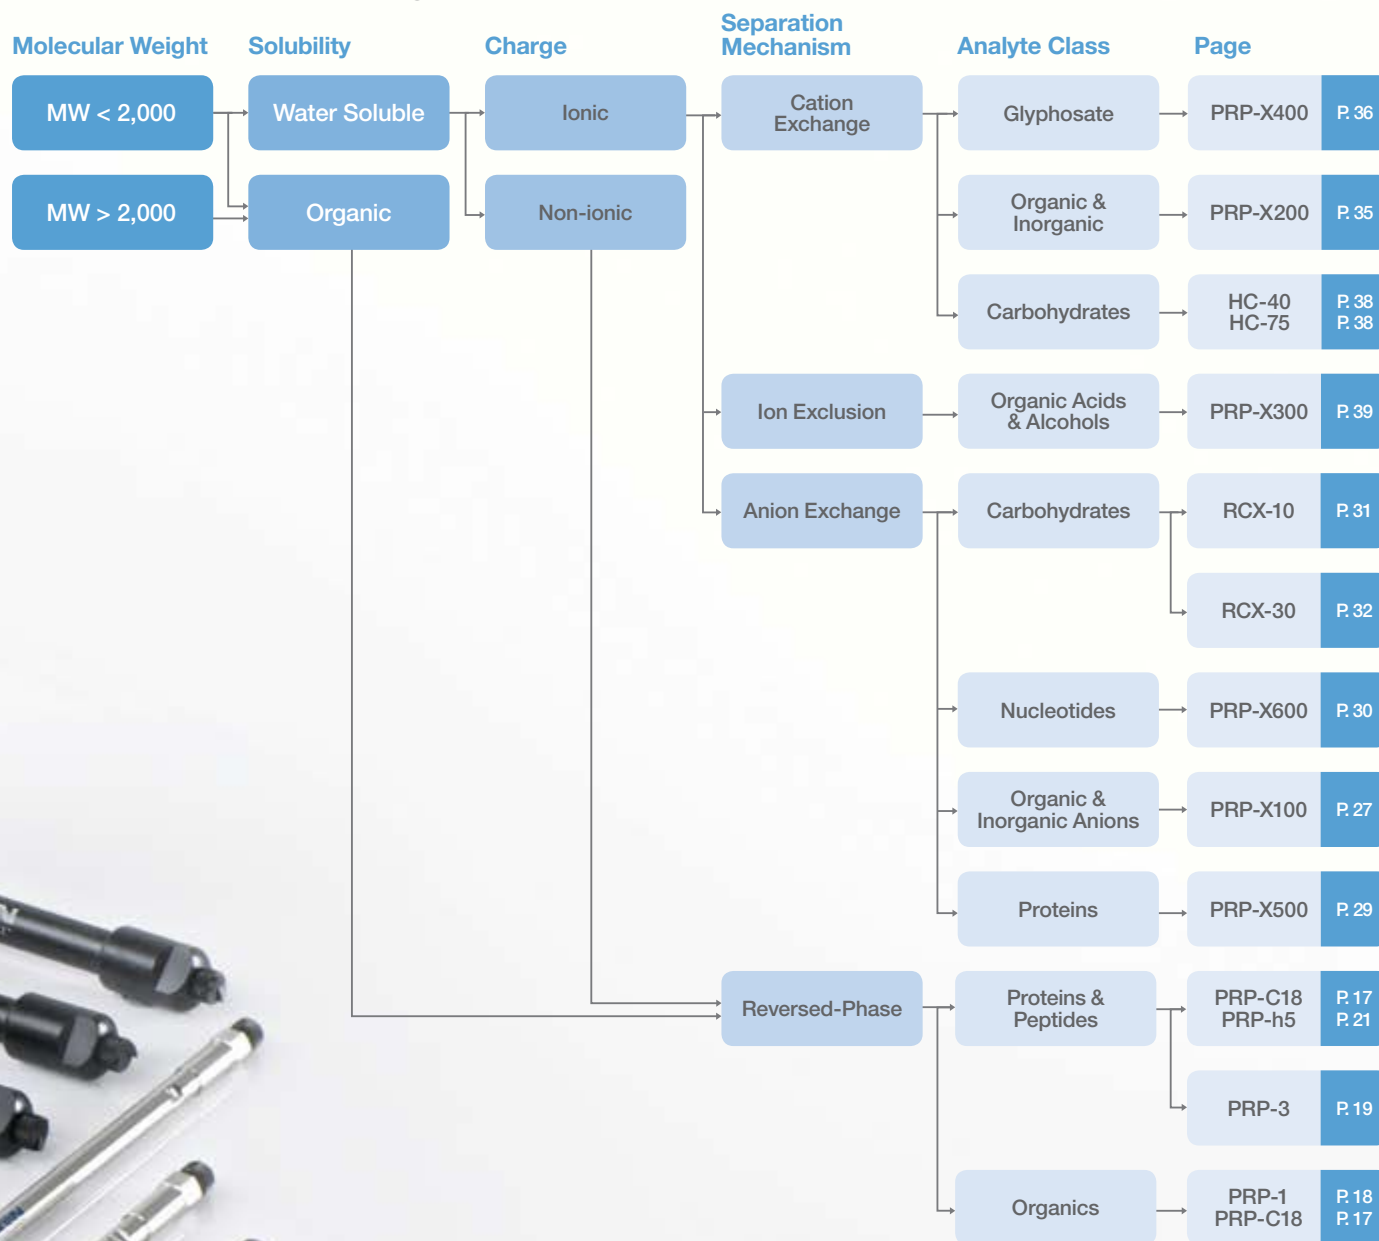 Molecular Weight
Solubility
Charge
Separation
Mechanism
Analyte Class
Page
MW < 2,000
Water Soluble
Ionic
Cation
Exchange
Glyphosate
PRP-X400
P. 36
MW > 2,000
Organic
Non-ionic
Organic &
Inorganic
PRP-X200
P. 35
Carbohydrates
HC-40
P. 38
HC-75
P. 38
Ion Exclusion
Organic Acids
& Alcohols
PRP-X300
P. 39
Anion Exchange
Carbohydrates
RCX-10
P. 31
RCX-30
P. 32
Nucleotides
PRP-X600
P. 30
Organic &
Inorganic Anions
PRP-X100
P. 27
Proteins
PRP-X500
P. 29
Reversed-Phase
Proteins &
Peptides
PRP-C18
P. 17
PRP-h5
P. 21
PRP-3
P. 19
Organics
PRP-1
P. 18
PRP-C18
P. 17